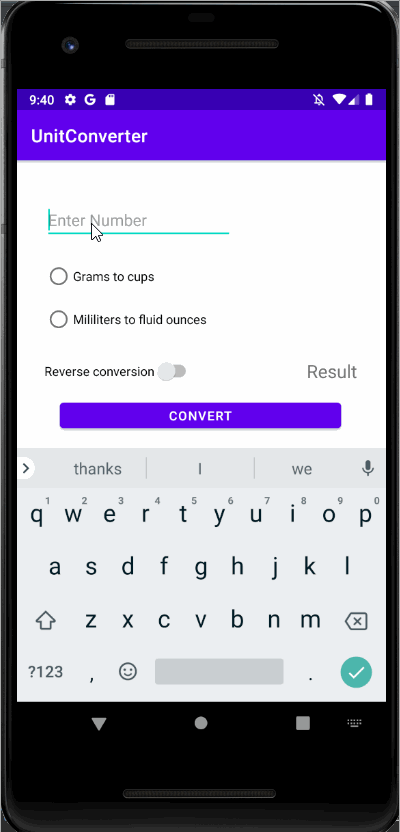 9:40 G
UnitConverter
Enter Number
Grams to cups
Mililiters to fluid ounces
Reverse conversion Result
CONVERT
thanks I we
1 2 3 4 5 6 7 8 9 0
q w e r t y u i o p
a s d f g h j k l
z x c v b n m
?123 , .